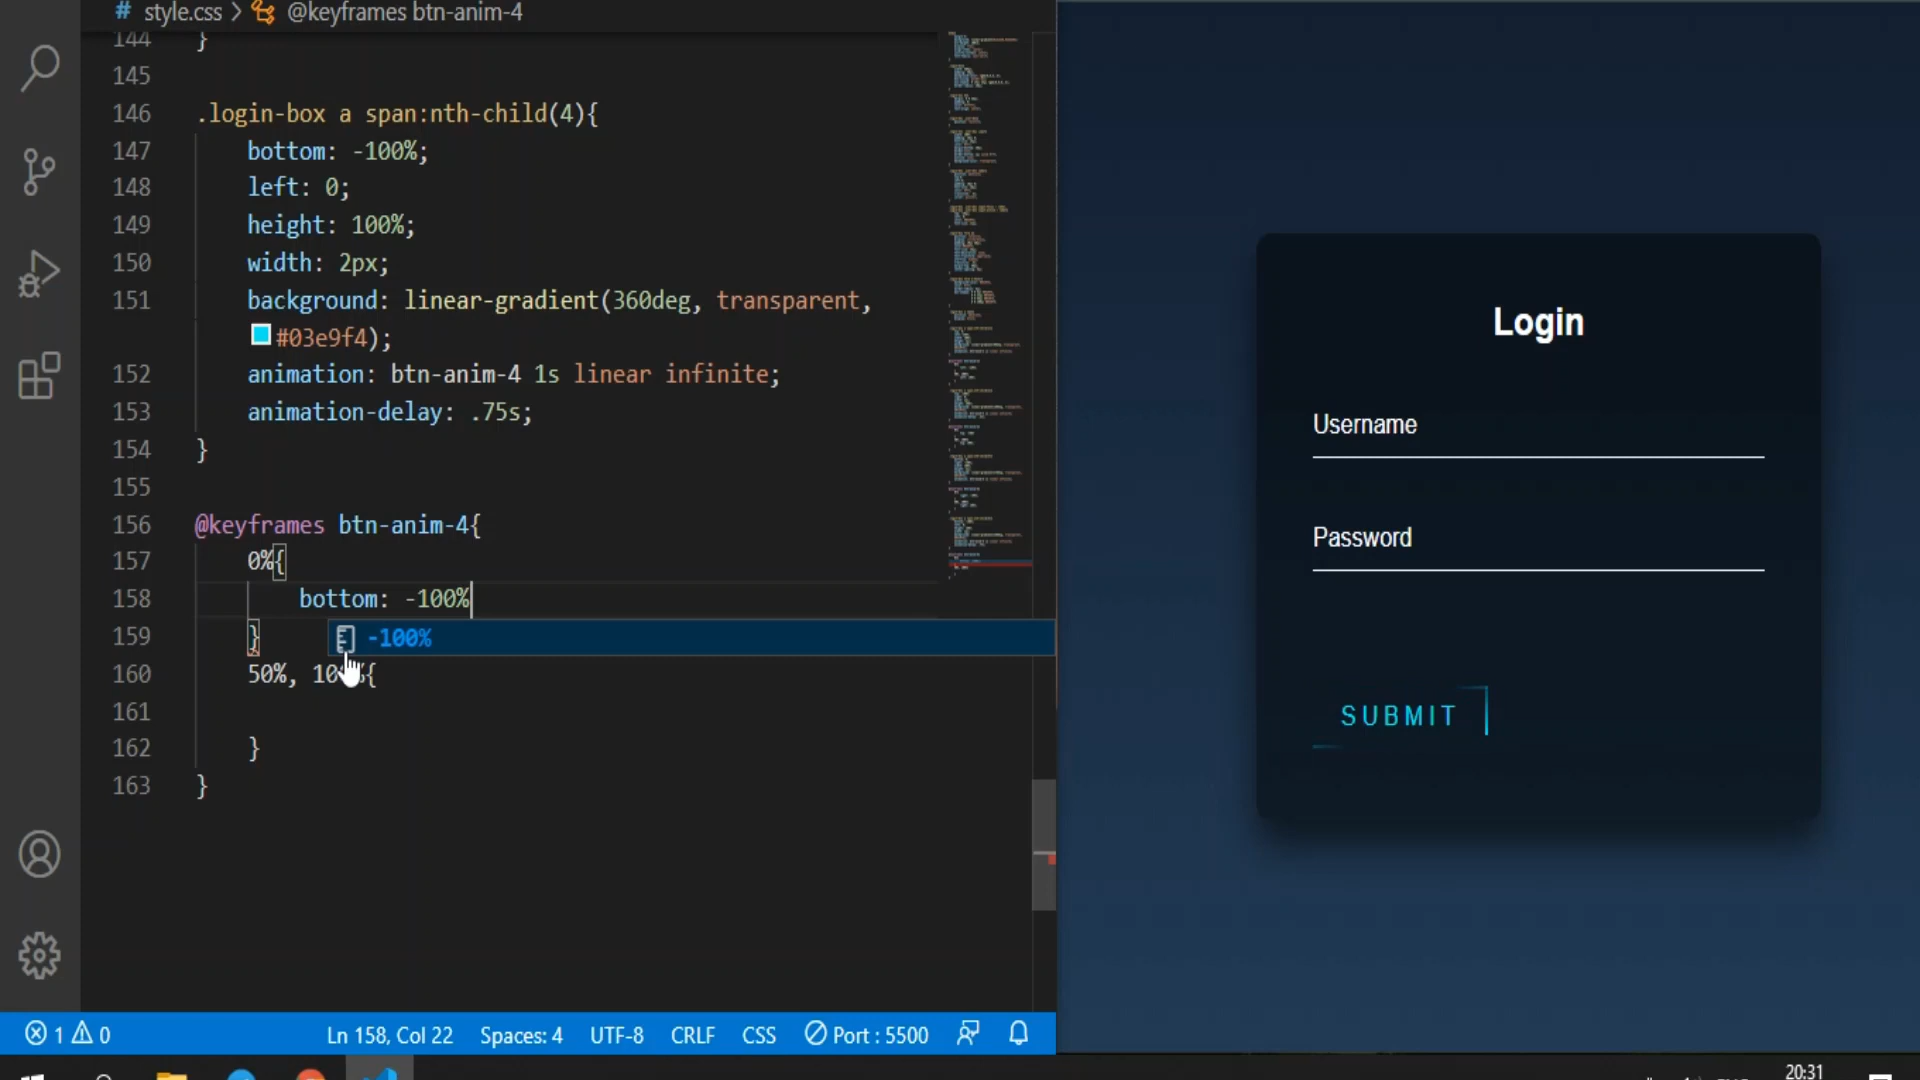 # style.css > @keyframes btn-anim-4
144 }
145
146 .login-box a span:nth-child(4){
147 bottom: -100%;
148 left: 0;
149 height: 100%;
150 width: 2px;
151 background: linear-gradient(360deg, transparent,
#03e9f4);
152 animation: btn-anim-4 1s linear infinite;
153 animation-delay: .75s;
154 }
155
156 @keyframes btn-anim-4{
157 0%{
158 bottom: -100%
159 }
-100%
160 50%, 100%{
161
162 }
163 }
1 0
Ln 158, Col 22
Spaces: 4
UTF-8
CRLF
CSS
Port : 5500
Login
Username
Password
SUBMIT
20:31